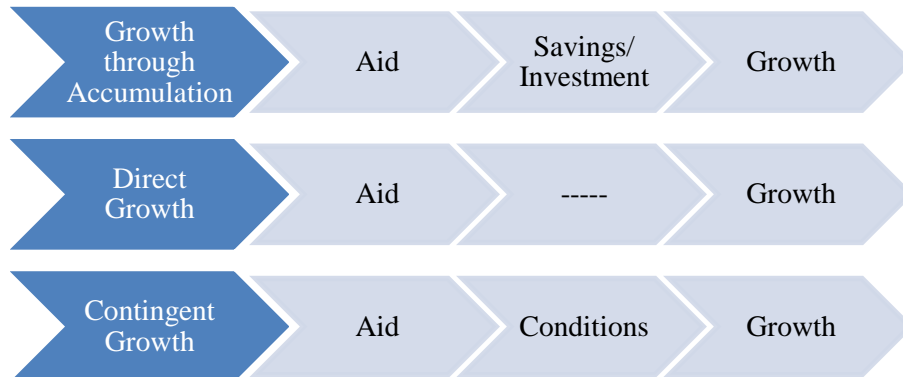 Growth
through
Accumulation
Aid
Savings/
Investment
Growth
Direct
Growth
Aid
-----
Growth
Contingent
Growth
Aid
Conditions
Growth